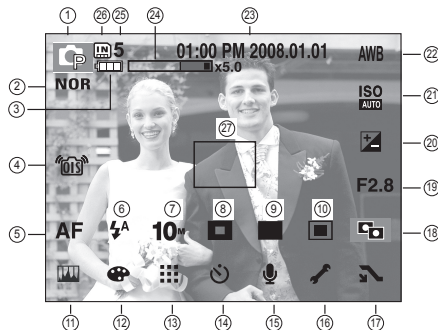 ① ㉖ ㉕ ㉔ ㉓
P IN 5 01:00 PM 2008.01.01 AWB ㉒
x5.0
② NOR ISO AUTO ㉑
③
㉗ ⑳
④ OIS F2.8 ⑲
⑥ ⑦ ⑧ ⑨ ⑩
⑤ AF A 10M ⑱
⑪ ⑫ ⑬ ⑭ ⑮ ⑯ ⑰